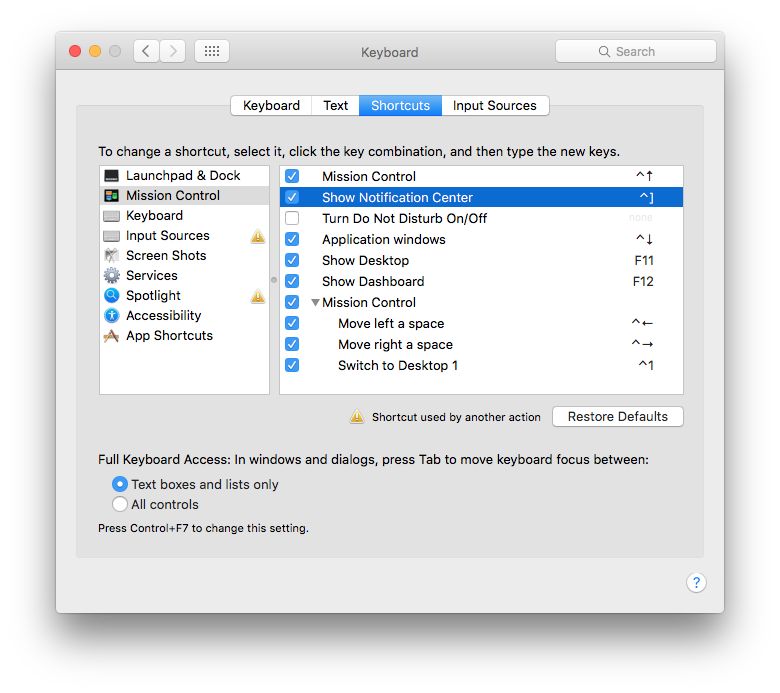 Keyboard
Search
Keyboard Text Shortcuts Input Sources
To change a shortcut, select it, click the key combination, and then type the new keys.
Launchpad & Dock
Mission Control
Keyboard
Input Sources
Screen Shots
Services
Spotlight
Accessibility
App Shortcuts
Mission Control ^↑
Show Notification Center ^]
Turn Do Not Disturb On/Off none
Application windows ^↓
Show Desktop F11
Show Dashboard F12
Mission Control
Move left a space ^←
Move right a space ^→
Switch to Desktop 1 ^1
Shortcut used by another action
Restore Defaults
Full Keyboard Access: In windows and dialogs, press Tab to move keyboard focus between:
Text boxes and lists only
All controls
Press Control+F7 to change this setting.
?